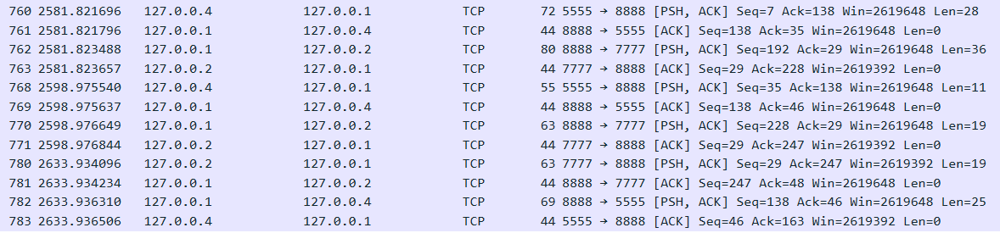 760 2581.821696 127.0.0.4 127.0.0.1 TCP 72 5555 → 8888 [PSH, ACK] Seq=7 Ack=138 Win=2619648 Len=28
761 2581.821796 127.0.0.1 127.0.0.4 TCP 44 8888 → 5555 [ACK] Seq=138 Ack=35 Win=2619648 Len=0
762 2581.823488 127.0.0.1 127.0.0.2 TCP 80 8888 → 7777 [PSH, ACK] Seq=192 Ack=29 Win=2619648 Len=36
763 2581.823657 127.0.0.2 127.0.0.1 TCP 44 7777 → 8888 [ACK] Seq=29 Ack=228 Win=2619392 Len=0
768 2598.975540 127.0.0.4 127.0.0.1 TCP 55 5555 → 8888 [PSH, ACK] Seq=35 Ack=138 Win=2619648 Len=11
769 2598.975637 127.0.0.1 127.0.0.4 TCP 44 8888 → 5555 [ACK] Seq=138 Ack=46 Win=2619648 Len=0
770 2598.976649 127.0.0.1 127.0.0.2 TCP 63 8888 → 7777 [PSH, ACK] Seq=228 Ack=29 Win=2619648 Len=19
771 2598.976844 127.0.0.2 127.0.0.1 TCP 44 7777 → 8888 [ACK] Seq=29 Ack=247 Win=2619392 Len=0
780 2633.934096 127.0.0.2 127.0.0.1 TCP 63 7777 → 8888 [PSH, ACK] Seq=29 Ack=247 Win=2619392 Len=19
781 2633.934234 127.0.0.1 127.0.0.2 TCP 44 8888 → 7777 [ACK] Seq=247 Ack=48 Win=2619648 Len=0
782 2633.936310 127.0.0.1 127.0.0.4 TCP 69 8888 → 5555 [PSH, ACK] Seq=138 Ack=46 Win=2619648 Len=25
783 2633.936506 127.0.0.4 127.0.0.1 TCP 44 5555 → 8888 [ACK] Seq=46 Ack=163 Win=2619648 Len=0